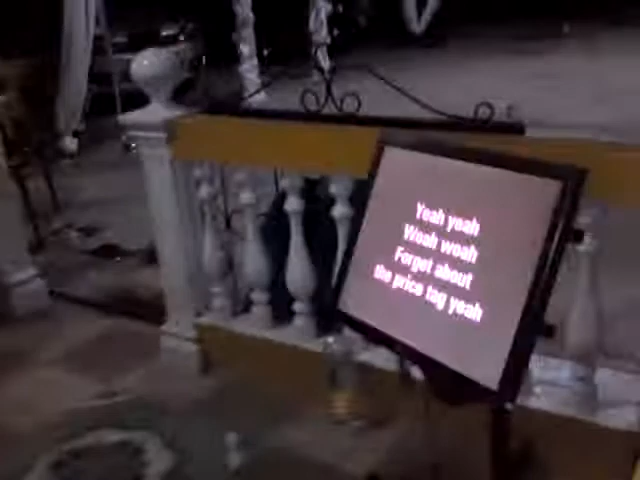 Yeah yeah
Woah woah
Forget about
the price tag yeah